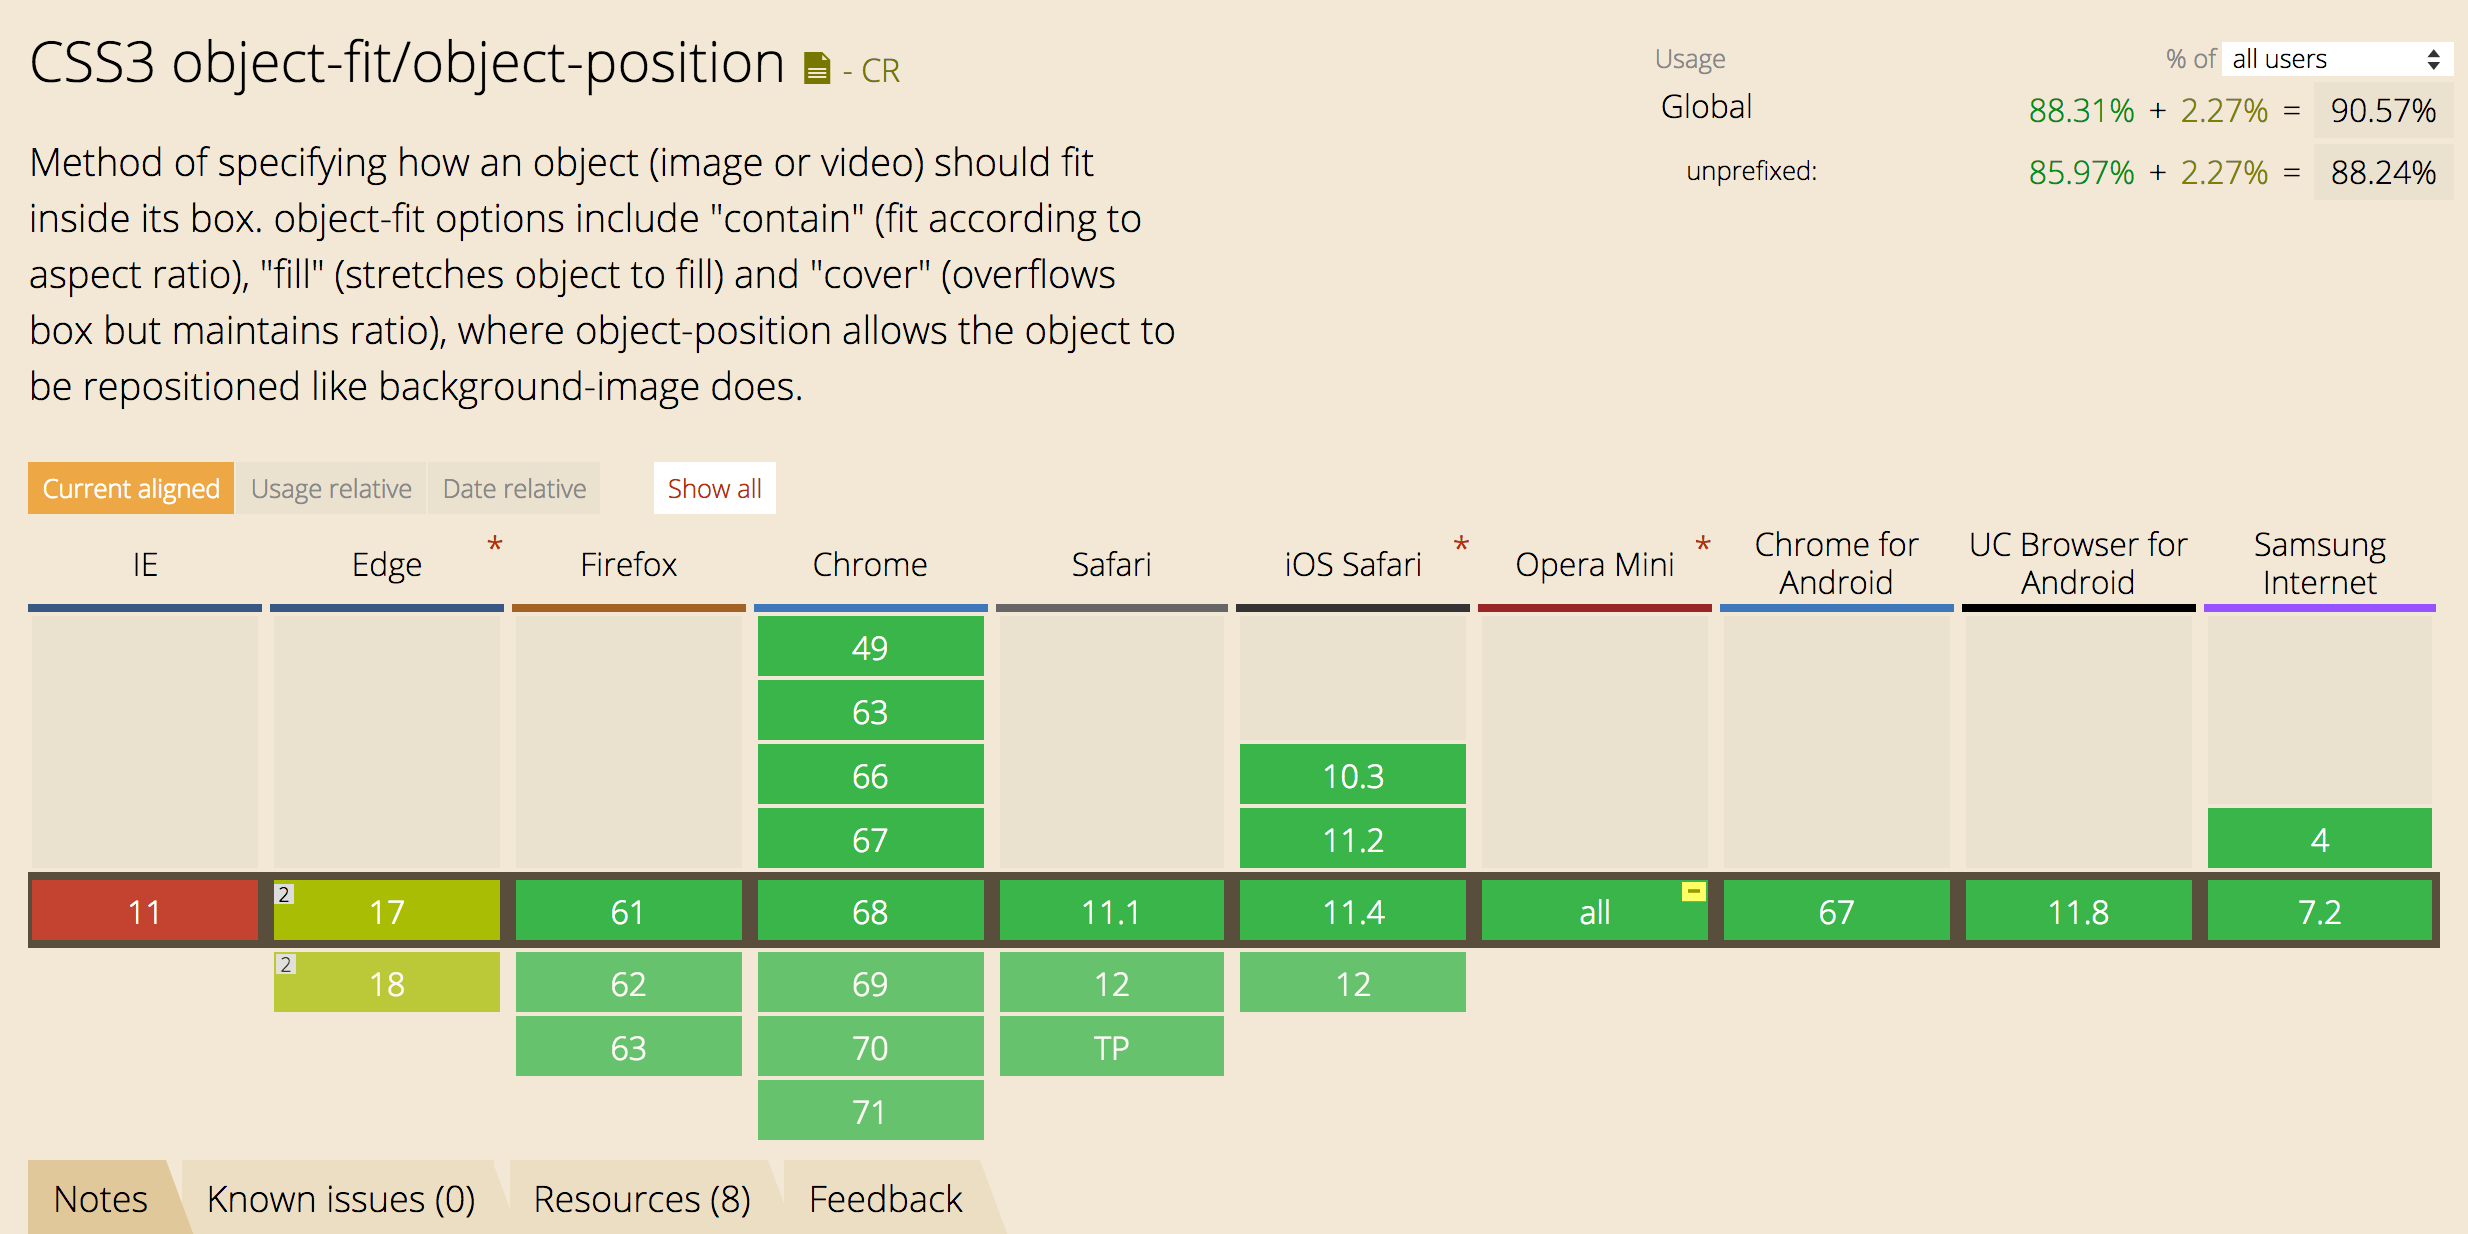 CSS3 object-fit/object-position - CR
Usage % of all users
Global 88.31% + 2.27% = 90.57%
unprefixed: 85.97% + 2.27% = 88.24%
Method of specifying how an object (image or video) should fit
inside its box. object-fit options include "contain" (fit according to
aspect ratio), "fill" (stretches object to fill) and "cover" (overflows
box but maintains ratio), where object-position allows the object to
be repositioned like background-image does.
Current aligned Usage relative Date relative Show all
IE Edge * Firefox Chrome Safari iOS Safari * Opera Mini * Chrome for Android UC Browser for Android Samsung Internet
49
63
66 10.3
67 11.2 4
11 2 17 61 68 11.1 11.4 all - 67 11.8 7.2
2 18 62 69 12 12
63 70 TP
71
Notes Known issues (0) Resources (8) Feedback